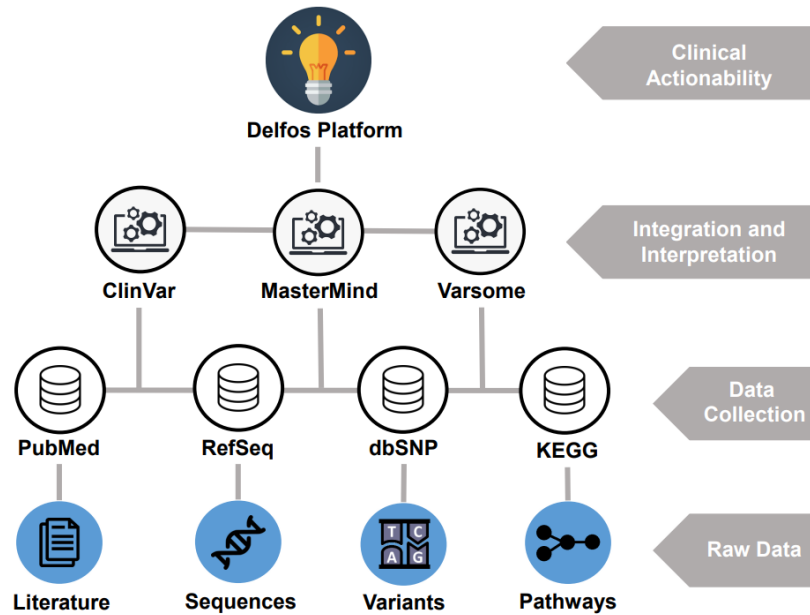 Clinical
Actionability
Delfos Platform
Integration and
Interpretation
ClinVar
MasterMind
Varsome
Data
Collection
PubMed
RefSeq
dbSNP
KEGG
T C
A G
Raw Data
Literature
Sequences
Variants
Pathways